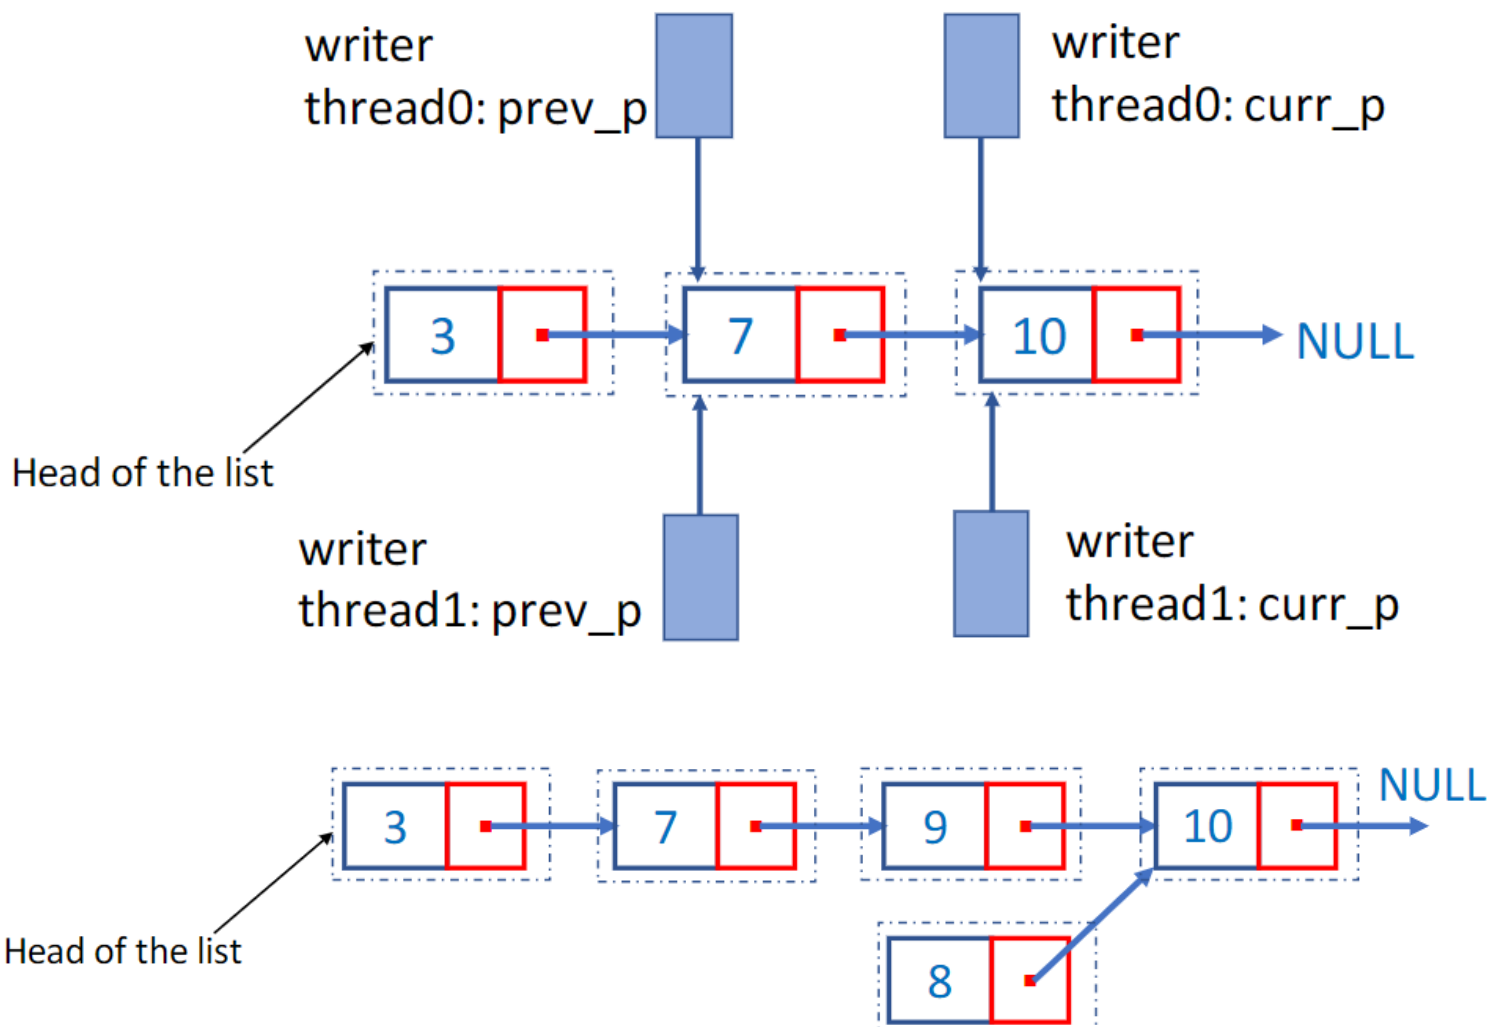 writer
thread0: prev_p
writer
thread0: curr_p
3
7
10
NULL
Head of the list
writer
thread1: prev_p
writer
thread1: curr_p
NULL
3
7
9
10
Head of the list
8